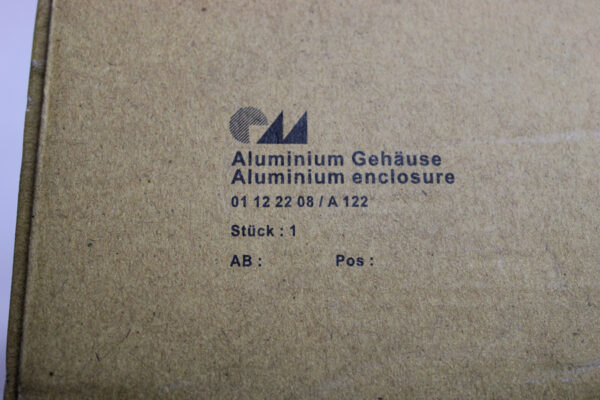 Aluminium Gehäuse
Aluminium enclosure
01 12 22 08 / A 122
Stück : 1
AB : Pos :